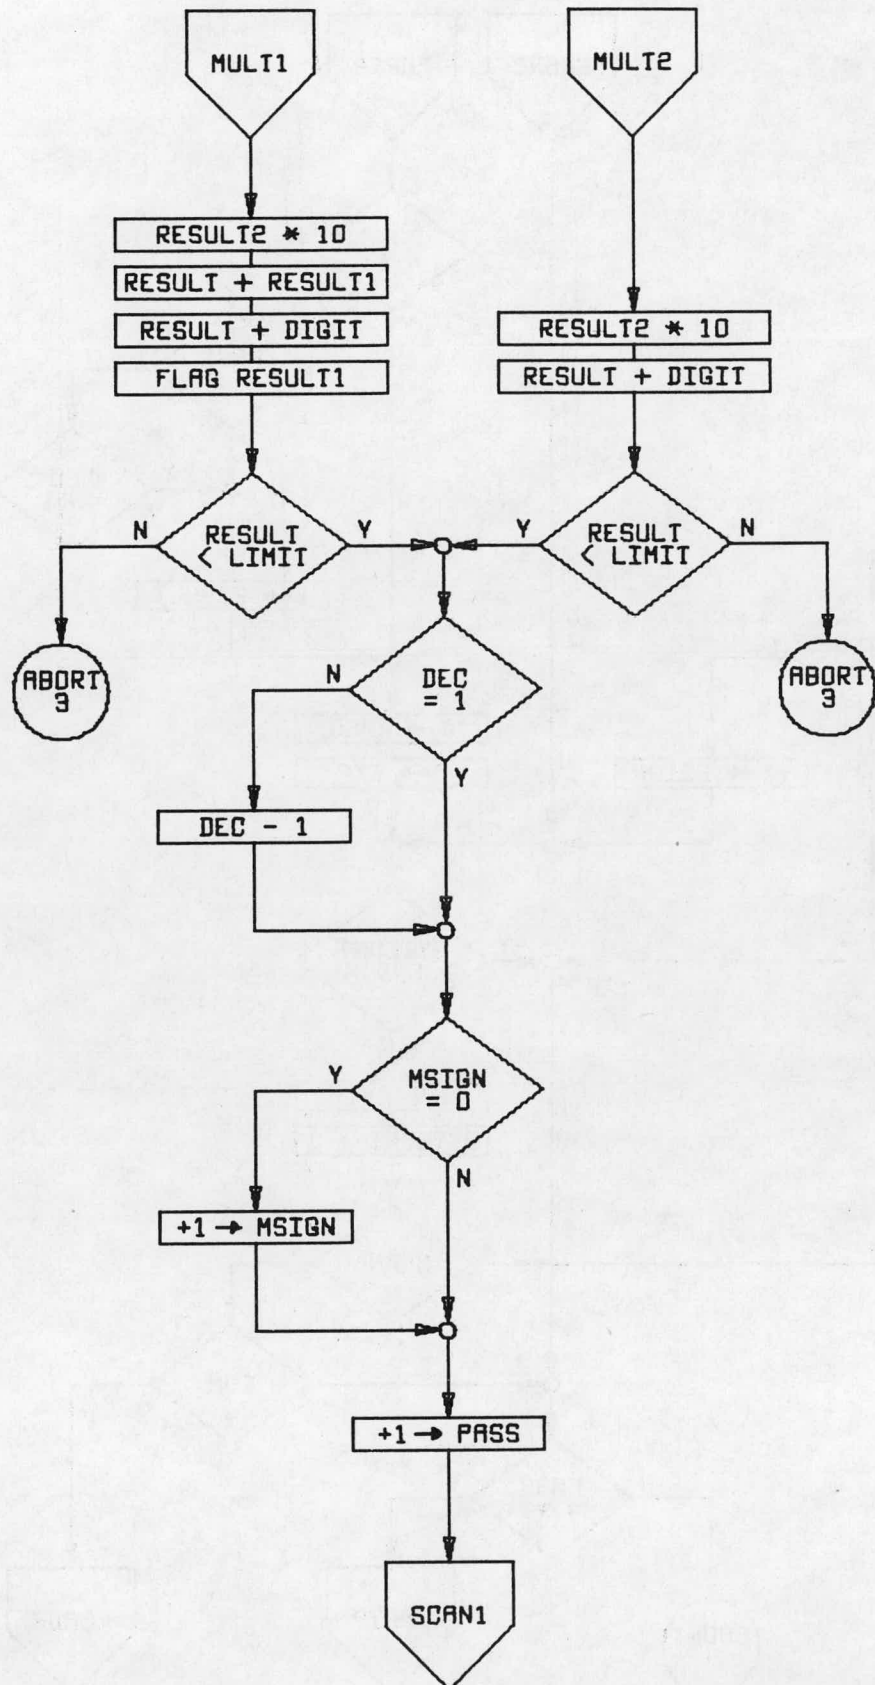 MULT1
MULT2
RESULT2 * 10
RESULT + RESULT1
RESULT + DIGIT
FLAG RESULT1
RESULT2 * 10
RESULT + DIGIT
N
RESULT
< LIMIT
Y
Y
RESULT
< LIMIT
N
ABORT
3
ABORT
3
N
DEC
= 1
Y
DEC - 1
Y
MSIGN
= 0
N
+1 → MSIGN
+1 → PASS
SCAN1